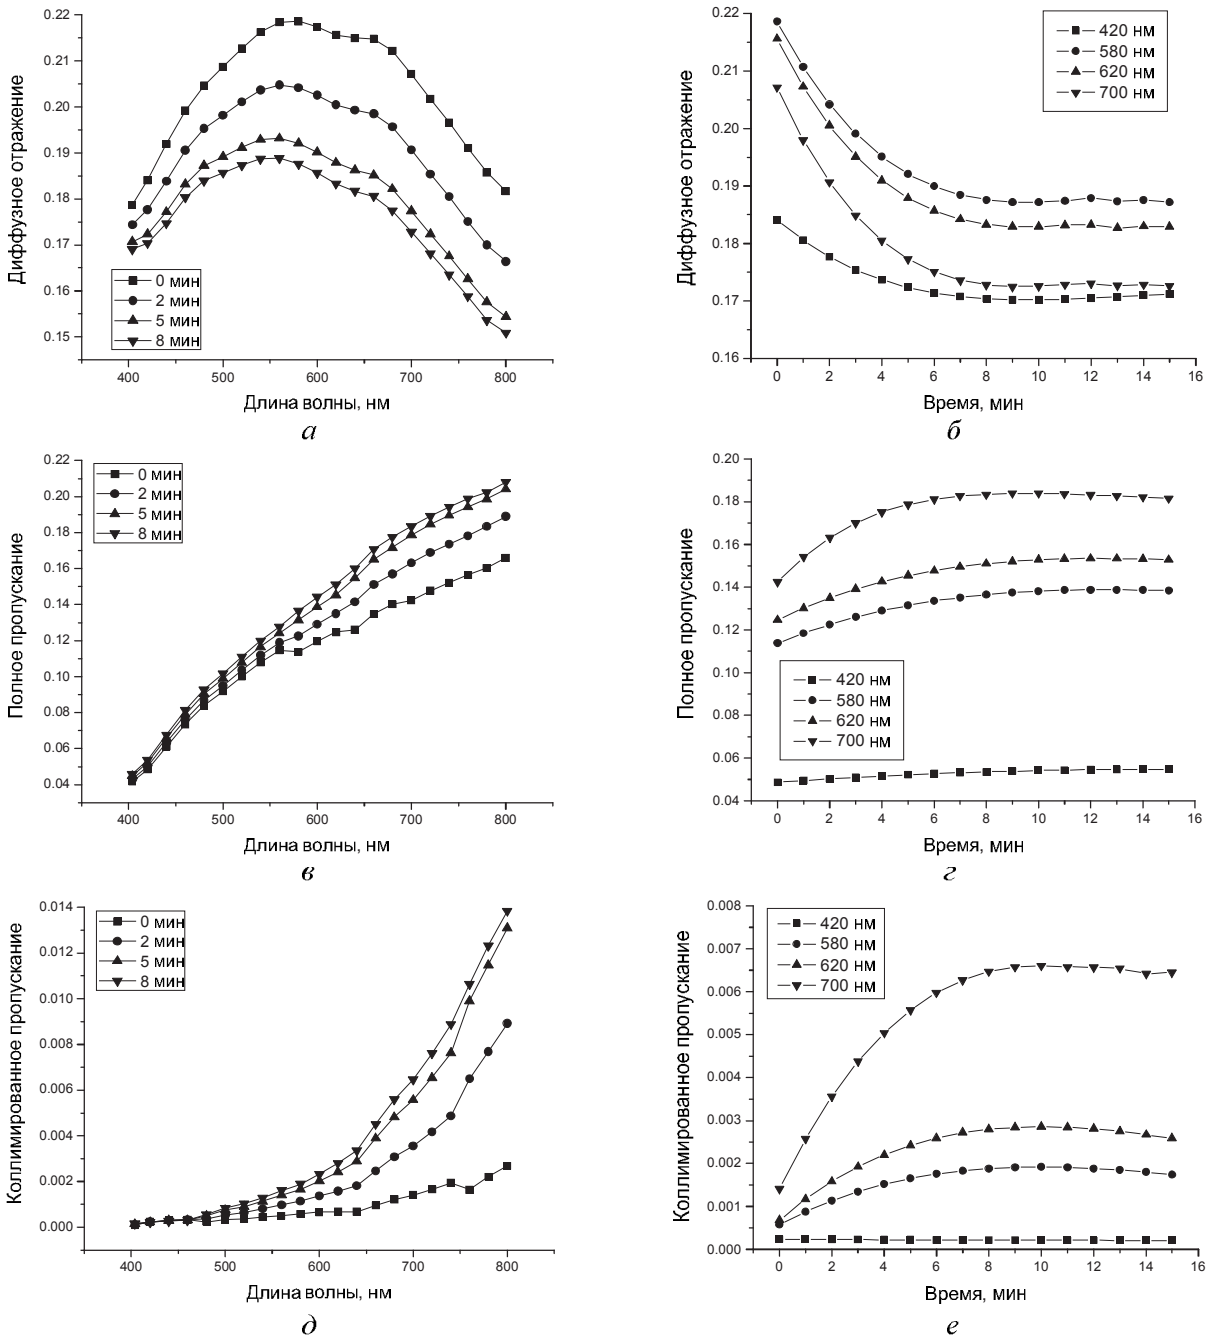 0.22
0.21
0.20
0.19
0.18
0.17
0.16
0.15
Диффузное отражение
0 мин
2 мин
5 мин
8 мин
400 500 600 700 800
Длина волны, нм
а
0.22
0.21
0.20
0.19
0.18
0.17
0.16
Диффузное отражение
420 нм
580 нм
620 нм
700 нм
0 2 4 6 8 10 12 14 16
Время, мин
б
0.22
0.20
0.18
0.16
0.14
0.12
0.10
0.08
0.06
0.04
Полное пропускание
0 мин
2 мин
5 мин
8 мин
400 500 600 700 800
Длина волны, нм
в
0.20
0.18
0.16
0.14
0.12
0.10
0.08
0.06
0.04
Полное пропускание
420 нм
580 нм
620 нм
700 нм
0 2 4 6 8 10 12 14 16
Время, мин
г
0.014
0.012
0.010
0.008
0.006
0.004
0.002
0.000
Коллимированное пропускание
0 мин
2 мин
5 мин
8 мин
400 500 600 700 800
Длина волны, нм
д
0.008
0.007
0.006
0.005
0.004
0.003
0.002
0.001
0.000
Коллимированное пропускание
420 нм
580 нм
620 нм
700 нм
0 2 4 6 8 10 12 14 16
Время, мин
е